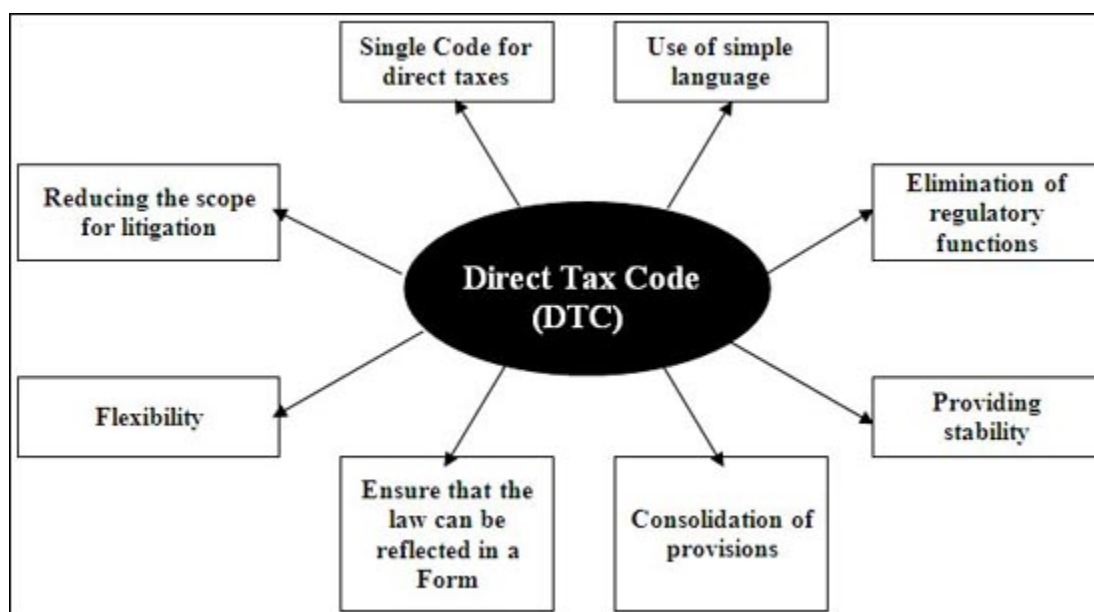 Single Code for
direct taxes
Use of simple
language
Reducing the scope
for litigation
Elimination of
regulatory
functions
Direct Tax Code
(DTC)
Flexibility
Providing
stability
Ensure that the
law can be
reflected in a
Form
Consolidation of
provisions